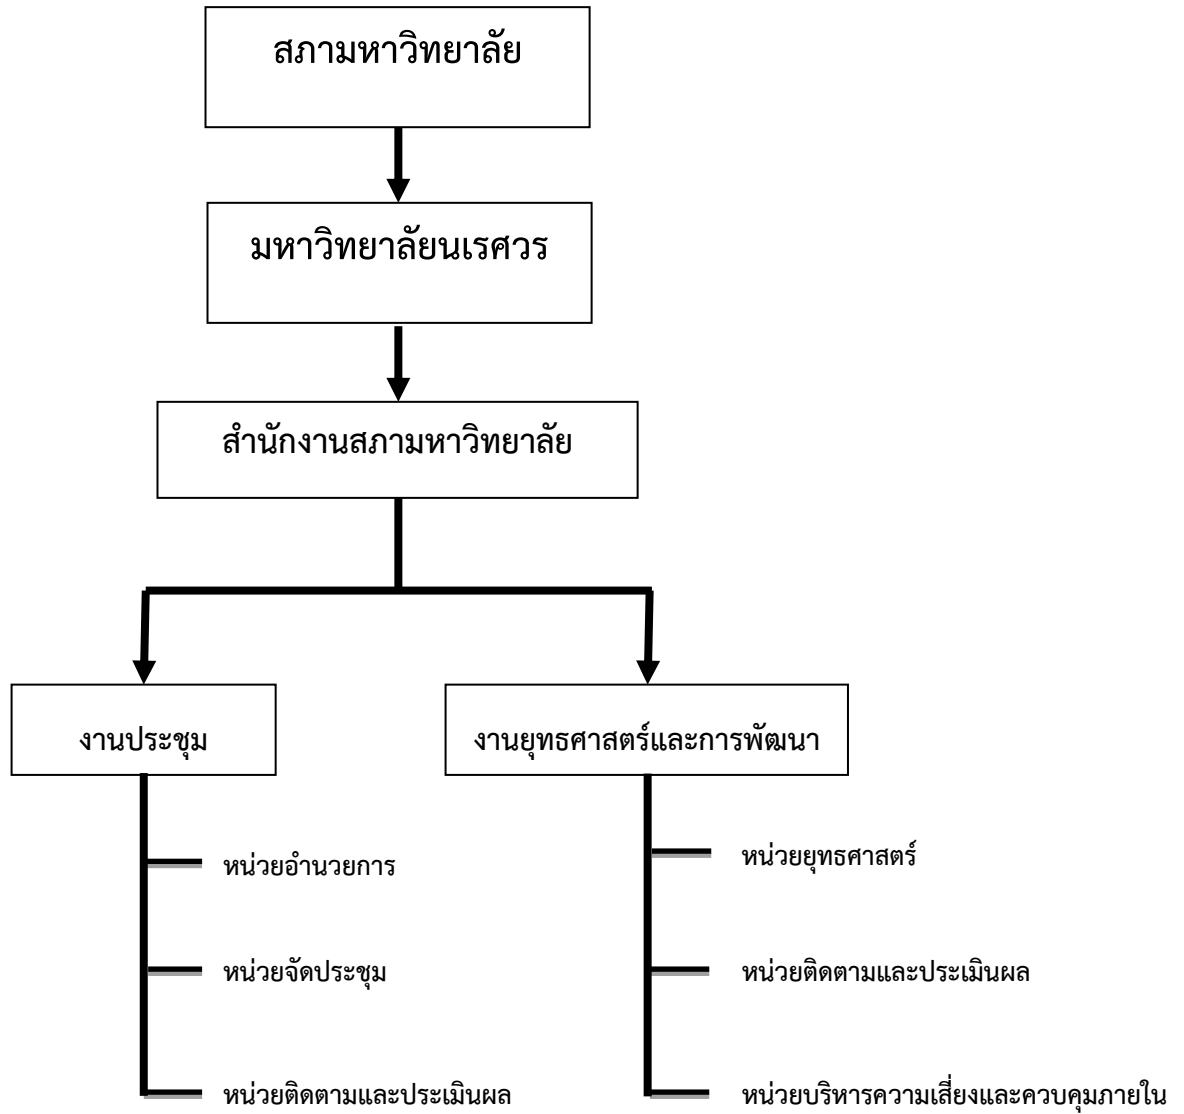 สภามหาวิทยาลัย
มหาวิทยาลัยนเรศวร
สำนักงานสภามหาวิทยาลัย
งานประชุม
งานยุทธศาสตร์และการพัฒนา
หน่วยอำนวยการ
หน่วยยุทธศาสตร์
หน่วยจัดประชุม
หน่วยติดตามและประเมินผล
หน่วยติดตามและประเมินผล
หน่วยบริหารความเสี่ยงและควบคุมภายใน